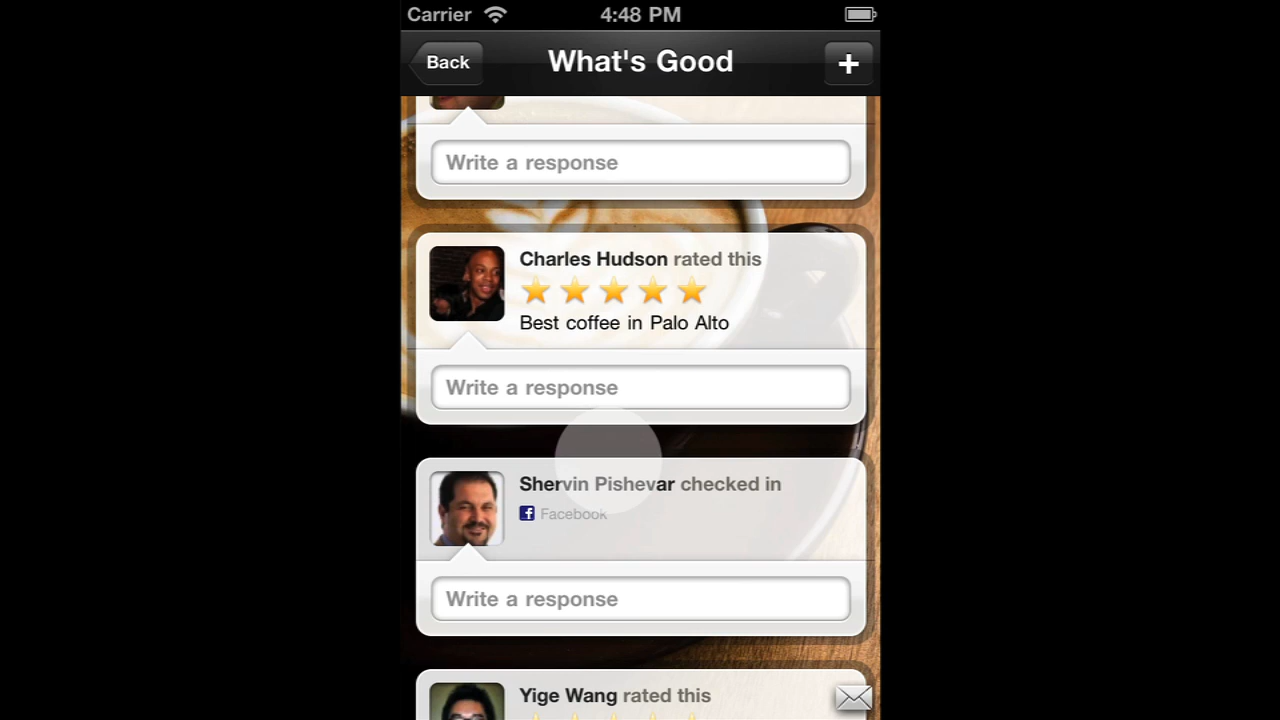 Carrier 4:48 PM
Back What's Good +
Write a response
Charles Hudson rated this
Best coffee in Palo Alto
Write a response
Shervin Pishevar checked in
Facebook
Write a response
Yige Wang rated this